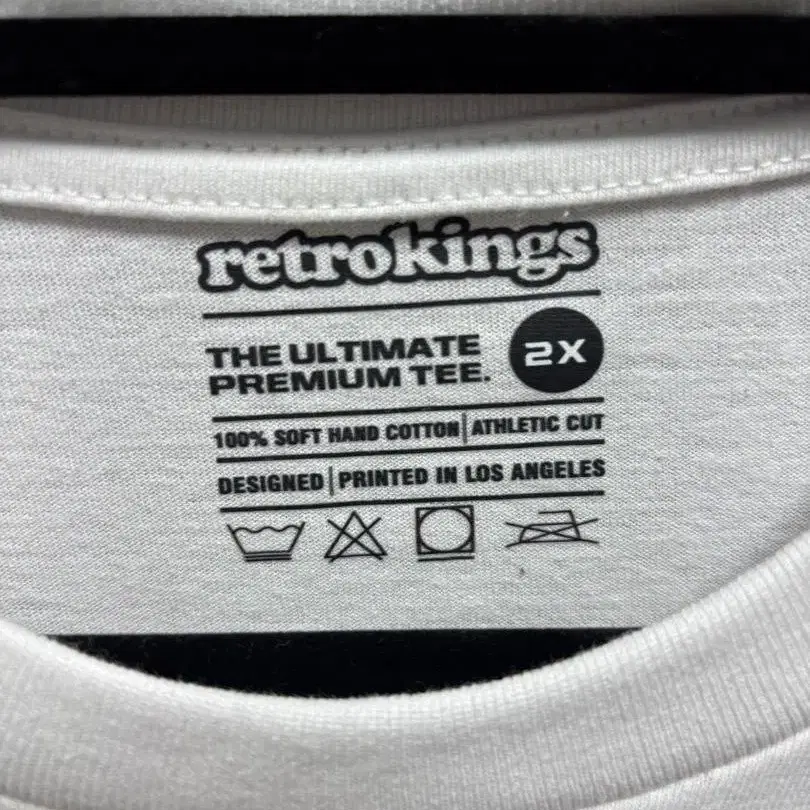 retrokings
THE ULTIMATE
PREMIUM TEE.
2X
100% SOFT HAND COTTON|ATHLETIC CUT
DESIGNED|PRINTED IN LOS ANGELES